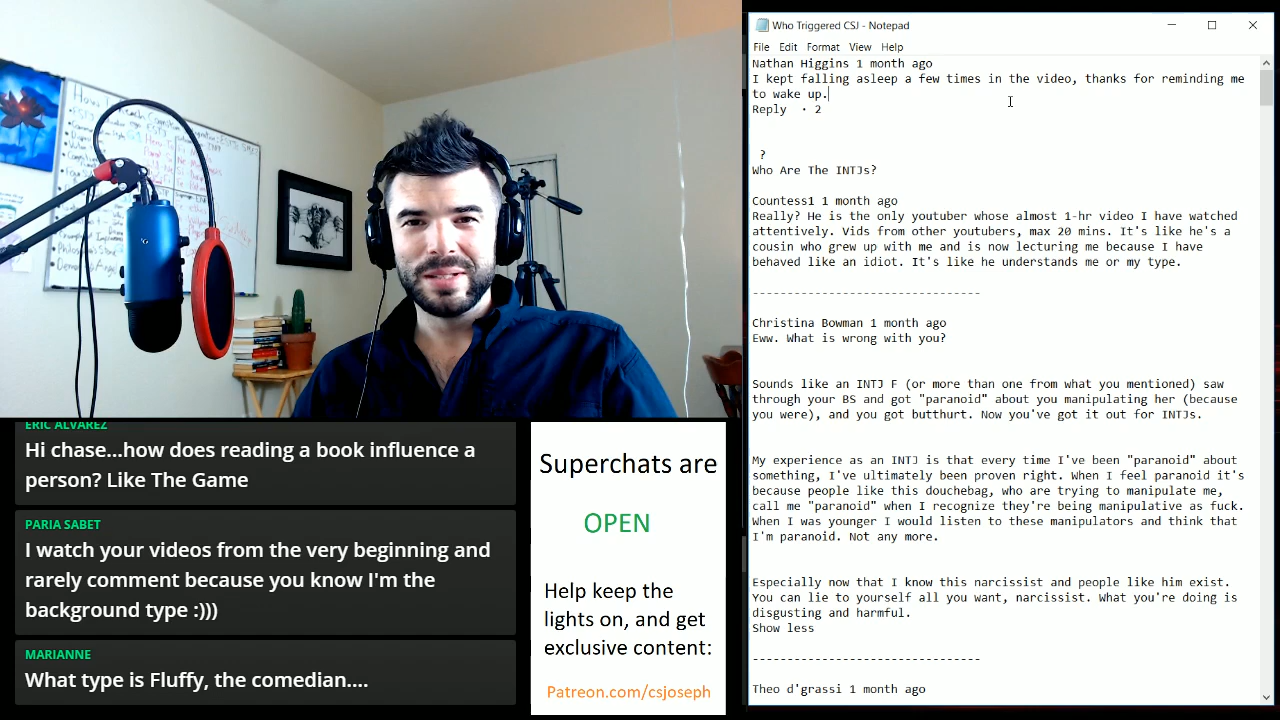 Who Triggered CSJ - Notepad
File Edit Format View Help
Nathan Higgins 1 month ago
I kept falling asleep a few times in the video, thanks for reminding me
to wake up.
Reply · 2
?
Who Are The INTJs?
Countess1 1 month ago
Really? He is the only youtuber whose almost 1-hr video I have watched
attentively. Vids from other youtubers, max 20 mins. It's like he's a
cousin who grew up with me and is now lecturing me because I have
behaved like an idiot. It's like he understands me or my type.
--------------------------------
Christina Bowman 1 month ago
Eww. What is wrong with you?
Sounds like an INTJ F (or more than one from what you mentioned) saw
through your BS and got "paranoid" about you manipulating her (because
you were), and you got butthurt. Now you've got it out for INTJs.
My experience as an INTJ is that every time I've been "paranoid" about
something, I've ultimately been proven right. When I feel paranoid it's
because people like this douchebag, who are trying to manipulate me,
call me "paranoid" when I recognize they're being manipulative as fuck.
When I was younger I would listen to these manipulators and think that
I'm paranoid. Not any more.
Especially now that I know this narcissist and people like him exist.
You can lie to yourself all you want, narcissist. What you're doing is
disgusting and harmful.
Show less
--------------------------------
Theo d'grassi 1 month ago
ERIC ALVAREZ
Hi chase...how does reading a book influence a
person? Like The Game
PARIA SABET
I watch your videos from the very beginning and
rarely comment because you know I'm the
background type :)))
MARIANNE
What type is Fluffy, the comedian....
Superchats are
OPEN
Help keep the
lights on, and get
exclusive content:
Patreon.com/csjoseph